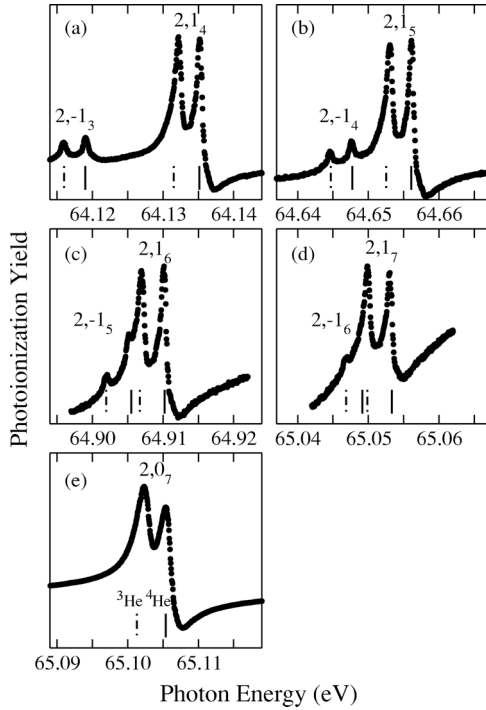 (a) 2,1₄
2,-1₃
64.12 64.13 64.14
(b) 2,1₅
2,-1₄
64.64 64.65 64.66
(c) 2,1₆
2,-1₅
64.90 64.91 64.92
(d) 2,1₇
2,-1₆
65.04 65.05 65.06
(e) 2,0₇
³He ⁴He
65.09 65.10 65.11
Photoionization Yield
Photon Energy (eV)